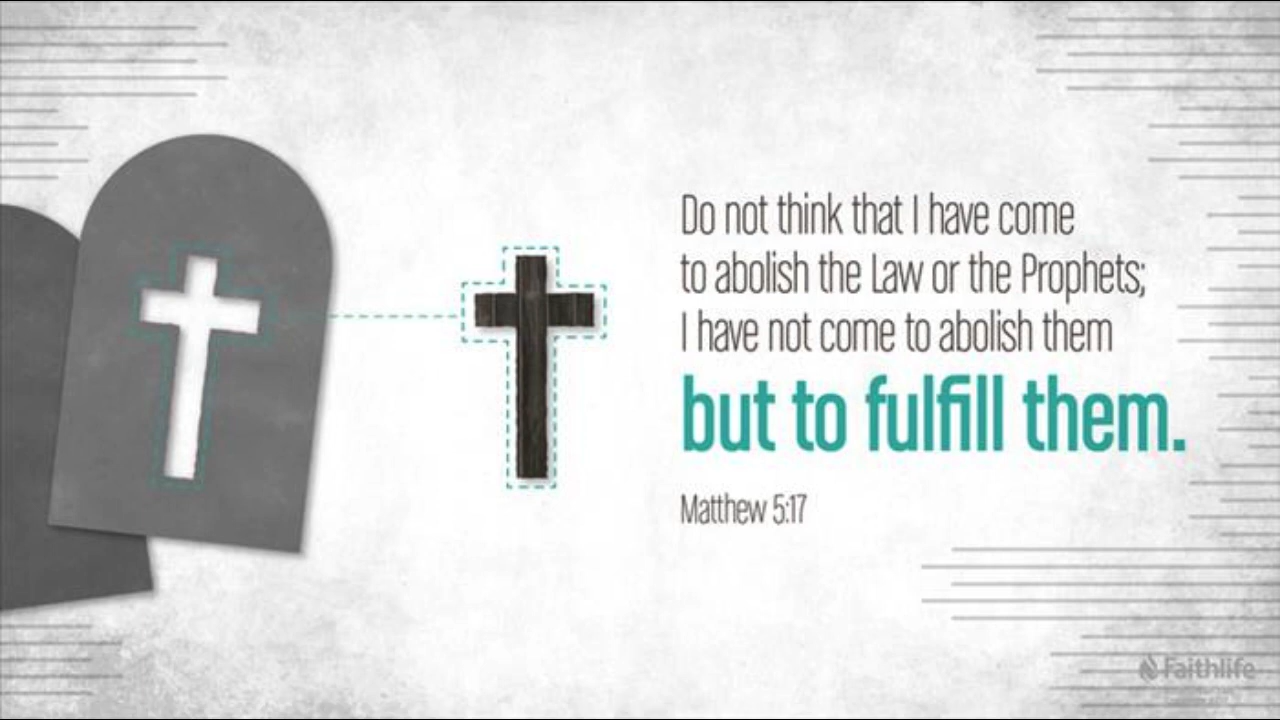 Do not think that I have come
to abolish the Law or the Prophets;
I have not come to abolish them
but to fulfill them.
Matthew 5:17
Faithlife